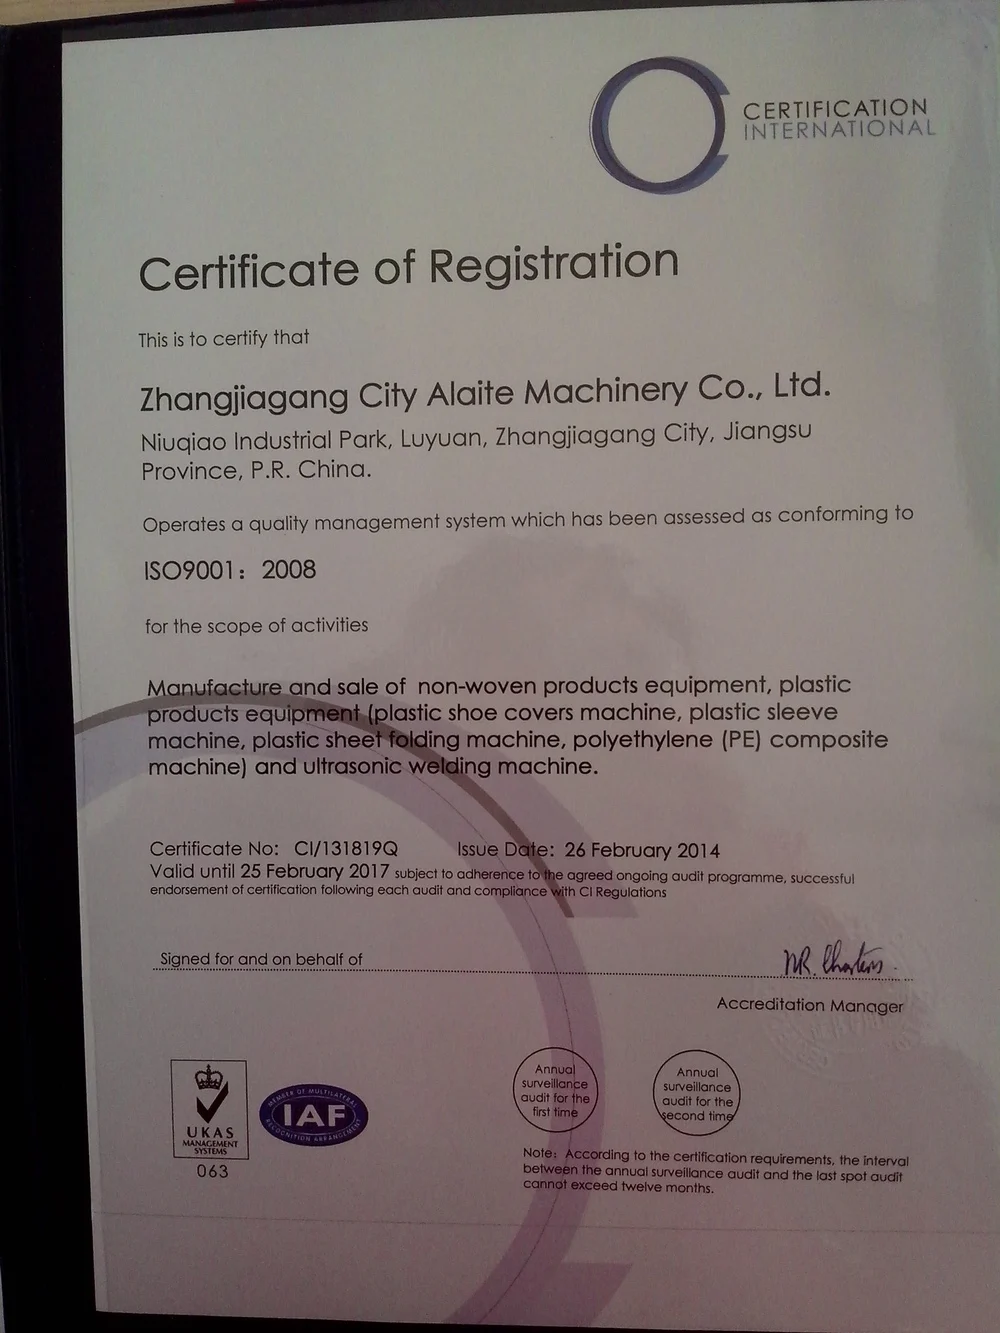 CERTIFICATION
INTERNATIONAL
Certificate of Registration
This is to certify that
Zhangjiagang City Alaite Machinery Co., Ltd.
Niuqiao Industrial Park, Luyuan, Zhangjiagang City, Jiangsu
Province, P.R. China.
Operates a quality management system which has been assessed as conforming to
ISO9001: 2008
for the scope of activities
Manufacture and sale of non-woven products equipment, plastic
products equipment (plastic shoe covers machine, plastic sleeve
machine, plastic sheet folding machine, polyethylene (PE) composite
machine) and ultrasonic welding machine.
Certificate No: CI/131819Q Issue Date: 26 February 2014
Valid until 25 February 2017 subject to adherence to the agreed ongoing audit programme, successful
endorsement of certification following each audit and compliance with CI Regulations
Signed for and on behalf of
Accreditation Manager
UKAS
MANAGEMENT
SYSTEMS
063
MEMBER OF MULTILATERAL
IAF
RECOGNITION ARRANGEMENT
Annual
surveillance
audit for the
first time
Annual
surveillance
audit for the
second time
Note: According to the certification requirements, the interval
between the annual surveillance audit and the last spot audit
cannot exceed twelve months.